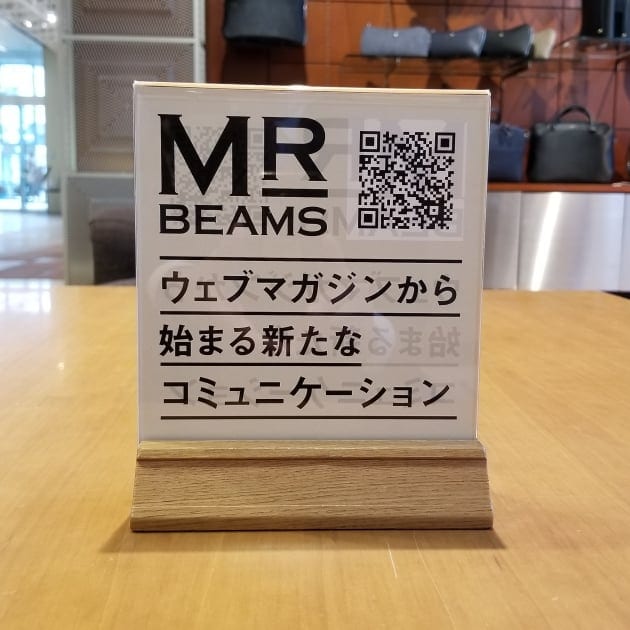 MR
BEAMS
ウェブマガジンから
始まる新たな
コミュニケーション